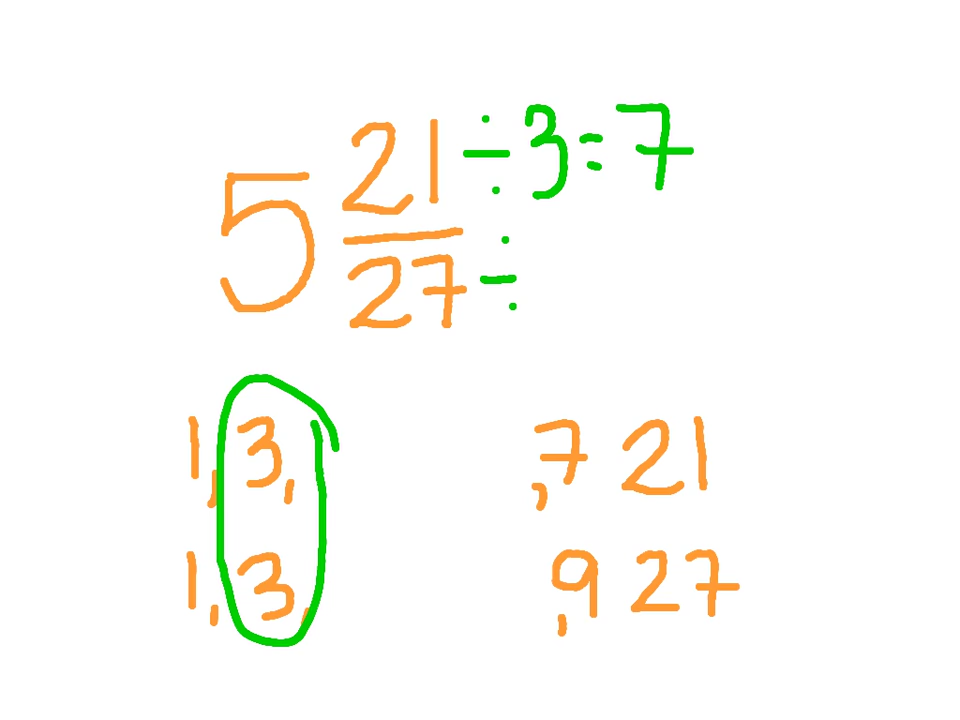 5 21/27 ÷ 3 = 7
÷
1, 3, ,7 21
1, 3, ,9 27